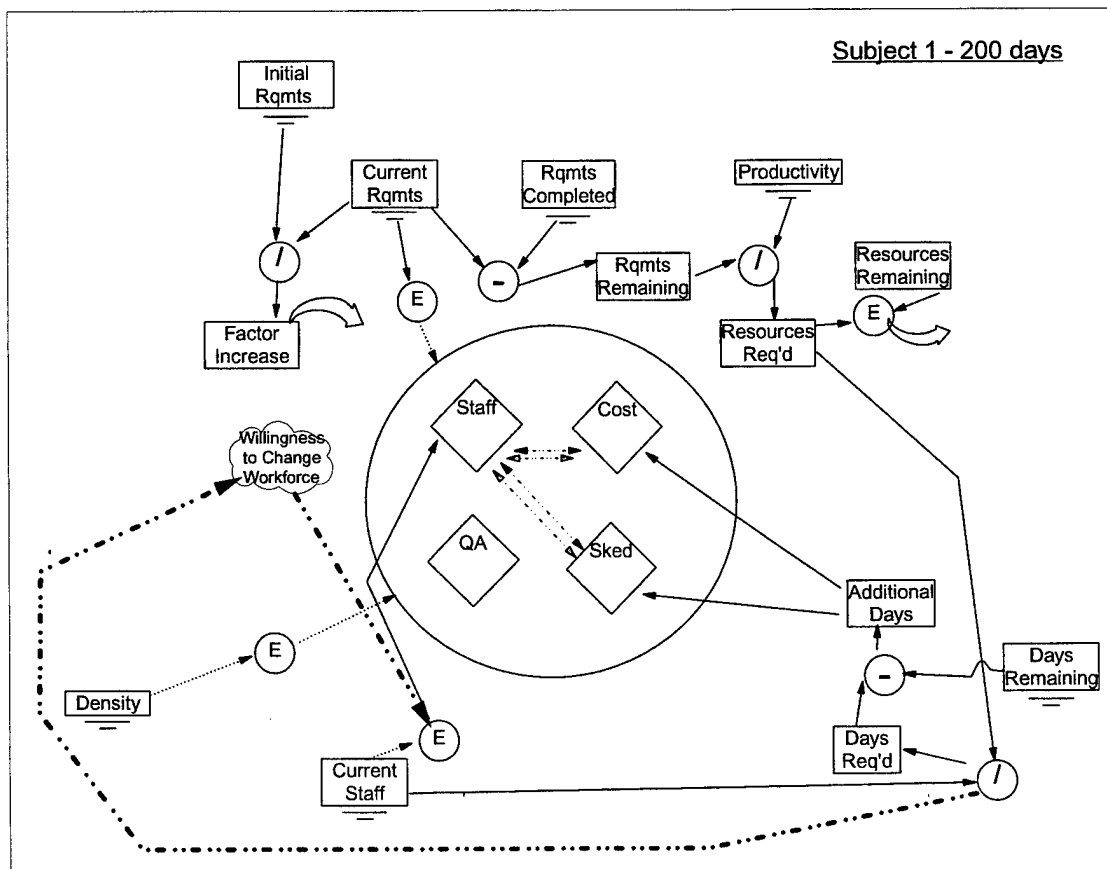 Subject 1 - 200 days
Initial
Rqmts
Current
Rqmts
Rqmts
Completed
Productivity
/
E
-
Rqmts
Remaining
/
Resources
Remaining
E
Factor
Increase
Resources
Req'd
Staff
Cost
Willingness
to Change
Workforce
QA
Sked
Additional
Days
E
-
Days
Remaining
Density
E
Days
Req'd
Current
Staff
/